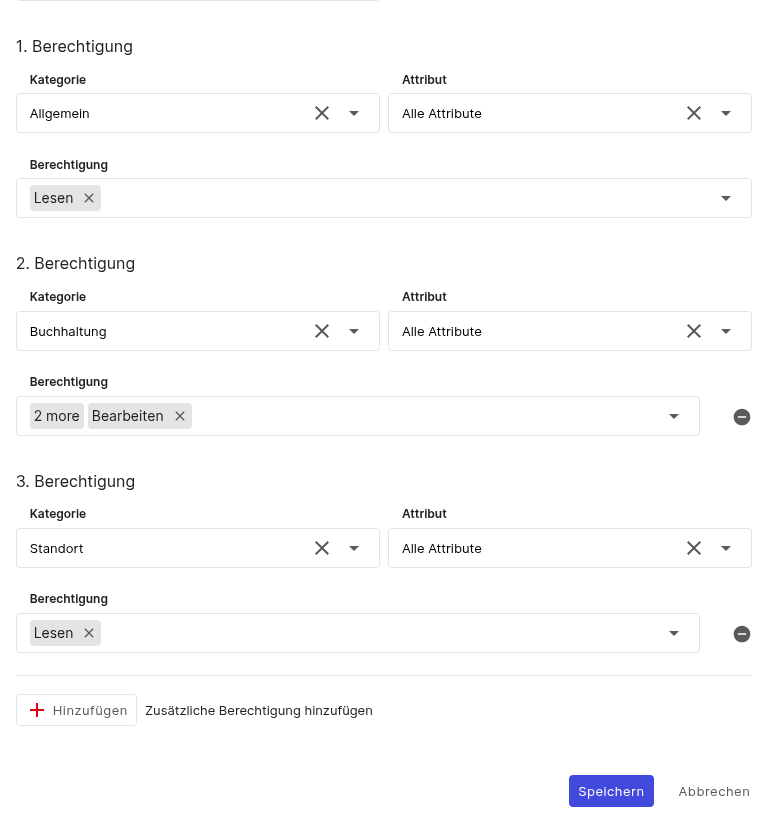 1. Berechtigung
Kategorie Attribut
Allgemein Alle Attribute
Berechtigung
Lesen
2. Berechtigung
Kategorie Attribut
Buchhaltung Alle Attribute
Berechtigung
2 more Bearbeiten
3. Berechtigung
Kategorie Attribut
Standort Alle Attribute
Berechtigung
Lesen
Hinzufügen Zusätzliche Berechtigung hinzufügen
Speichern Abbrechen